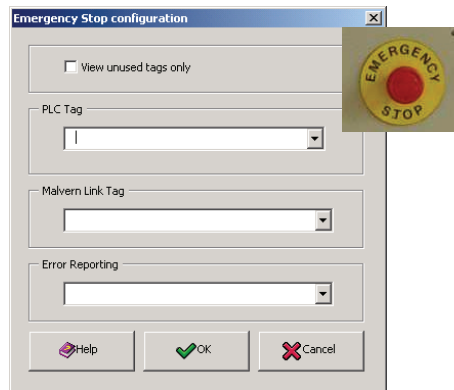 Emergency Stop configuration
View unused tags only
EMERGENCY
STOP
PLC Tag
Malvern Link Tag
Error Reporting
Help
OK
Cancel